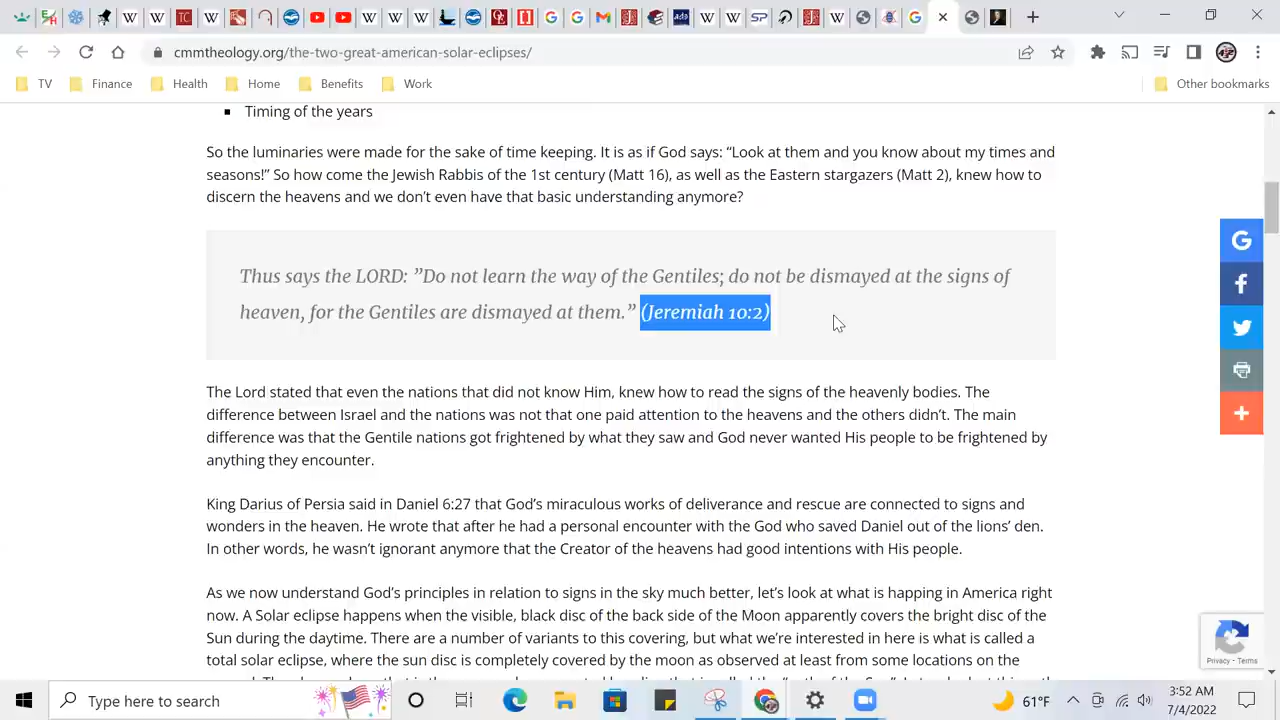 cmmtheology.org/the-two-great-american-solar-eclipses/
TV
Finance
Health
Home
Benefits
Work
Other bookmarks
Timing of the years
So the luminaries were made for the sake of time keeping. It is as if God says: “Look at them and you know about my times and
seasons!” So how come the Jewish Rabbis of the 1st century (Matt 16), as well as the Eastern stargazers (Matt 2), knew how to
discern the heavens and we don’t even have that basic understanding anymore?
Thus says the LORD: ”Do not learn the way of the Gentiles; do not be dismayed at the signs of
heaven, for the Gentiles are dismayed at them.” (Jeremiah 10:2)
The Lord stated that even the nations that did not know Him, knew how to read the signs of the heavenly bodies. The
difference between Israel and the nations was not that one paid attention to the heavens and the others didn’t. The main
difference was that the Gentile nations got frightened by what they saw and God never wanted His people to be frightened by
anything they encounter.
King Darius of Persia said in Daniel 6:27 that God’s miraculous works of deliverance and rescue are connected to signs and
wonders in the heaven. He wrote that after he had a personal encounter with the God who saved Daniel out of the lions’ den.
In other words, he wasn’t ignorant anymore that the Creator of the heavens had good intentions with His people.
As we now understand God’s principles in relation to signs in the sky much better, let’s look at what is happing in America right
now. A Solar eclipse happens when the visible, black disc of the back side of the Moon apparently covers the bright disc of the
Sun during the daytime. There are a number of variants to this covering, but what we’re interested in here is what is called a
total solar eclipse, where the sun disc is completely covered by the moon as observed at least from some locations on the
Privacy - Terms
Type here to search
61°F
3:52 AM
7/4/2022